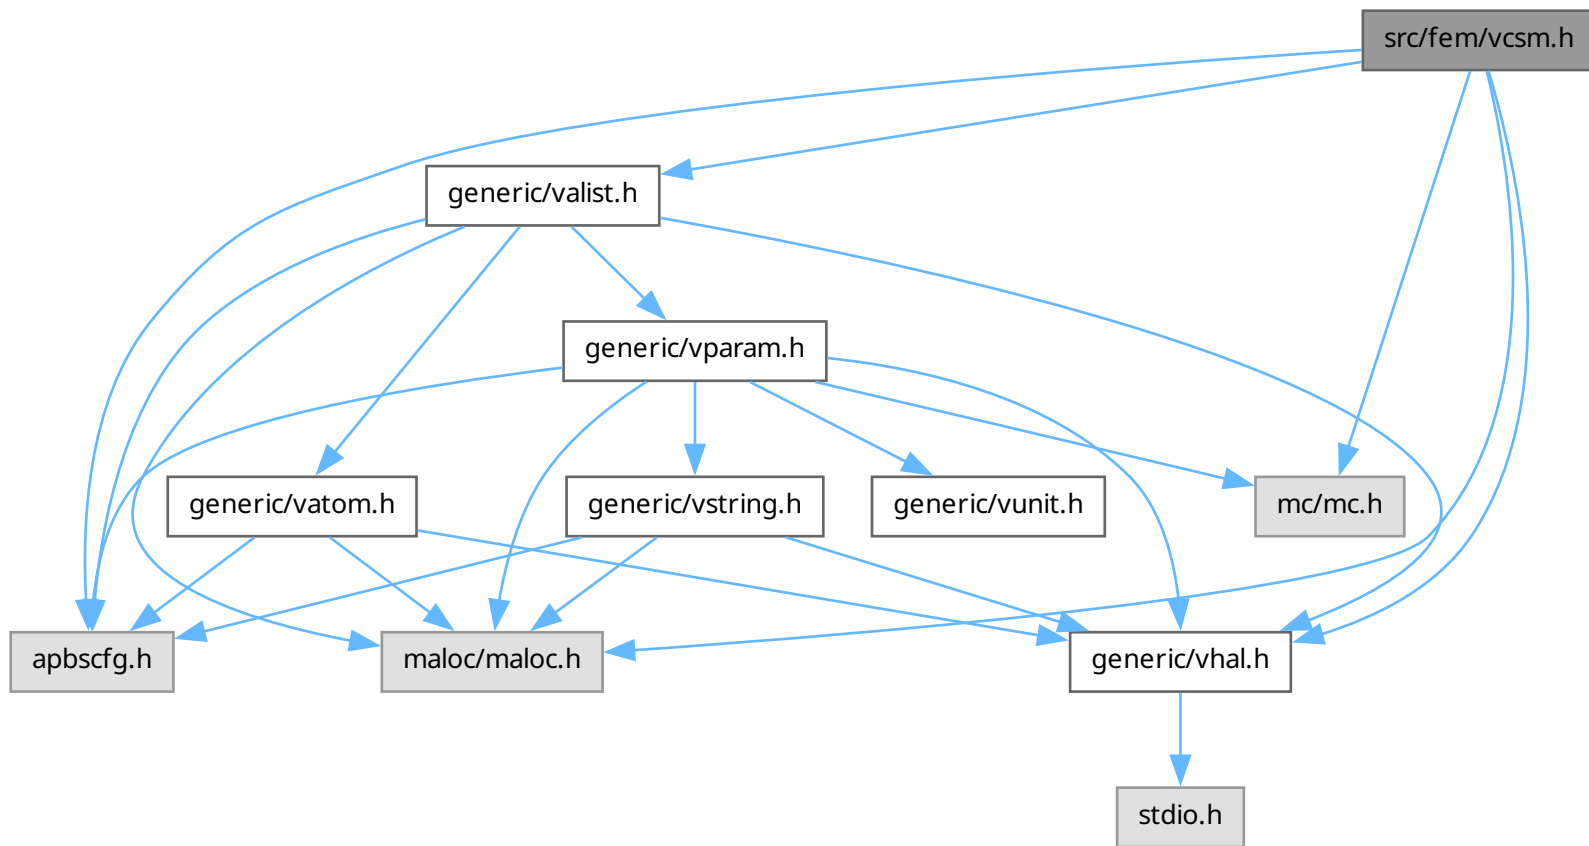 src/fem/vcsm.h
generic/valist.h
generic/vparam.h
generic/vatom.h
generic/vstring.h
generic/vunit.h
mc/mc.h
apbscfg.h
maloc/maloc.h
generic/vhal.h
stdio.h